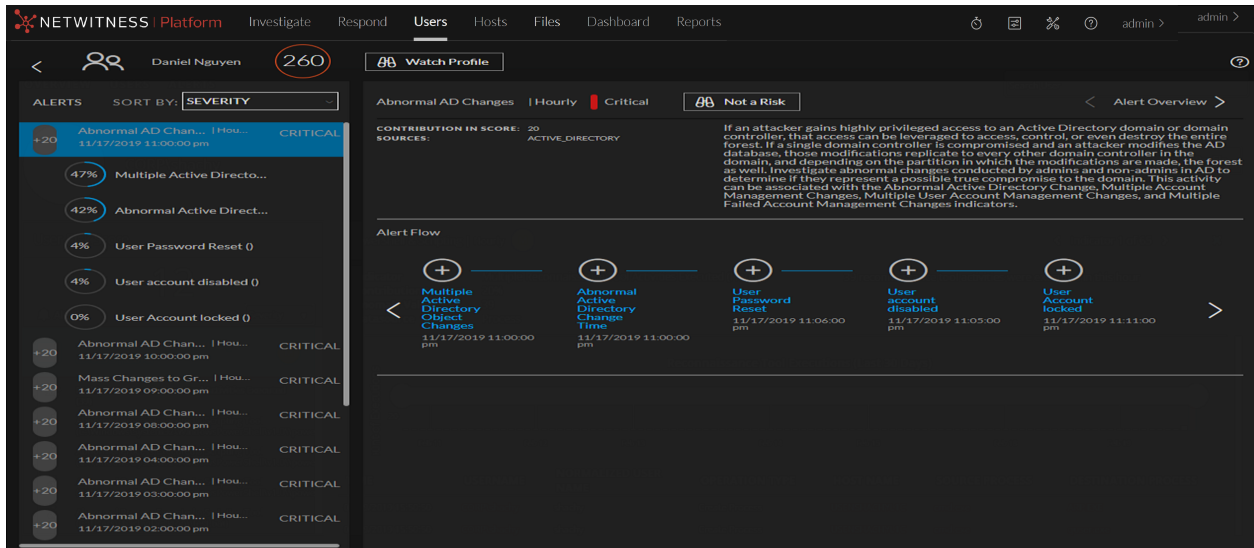 NETWITNESS | Platform Investigate Respond Users Hosts Files Dashboard Reports admin > admin >
Daniel Nguyen 260 Watch Profile
ALERTS SORT BY: SEVERITY
Abnormal AD Chan... | Hou... CRITICAL
+20 11/17/2019 11:00:00 pm
47% Multiple Active Directo...
42% Abnormal Active Direct...
4% User Password Reset ()
4% User account disabled ()
0% User Account locked ()
Abnormal AD Chan... | Hou... CRITICAL
+20 11/17/2019 10:00:00 pm
Mass Changes to Gr... | Hou... CRITICAL
+20 11/17/2019 09:00:00 pm
Abnormal AD Chan... | Hou... CRITICAL
+20 11/17/2019 08:00:00 pm
Abnormal AD Chan... | Hou... CRITICAL
+20 11/17/2019 04:00:00 pm
Abnormal AD Chan... | Hou... CRITICAL
+20 11/17/2019 03:00:00 pm
Abnormal AD Chan... | Hou... CRITICAL
+20 11/17/2019 02:00:00 pm
Abnormal AD Changes | Hourly Critical Not a Risk < Alert Overview >
CONTRIBUTION IN SCORE: 20
SOURCES: ACTIVE_DIRECTORY
If an attacker gains highly privileged access to an Active Directory domain or domain
controller, that access can be leveraged to access, control, or even destroy the entire
forest. If a single domain controller is compromised and an attacker modifies the AD
database, those modifications replicate to every other domain controller in the
domain, and depending on the partition in which the modifications are made, the forest
as well. Investigate abnormal changes conducted by admins and non-admins in AD to
determine if they represent a possible true compromise to the domain. This activity
can be associated with the Abnormal Active Directory Change, Multiple Account
Management Changes, Multiple User Account Management Changes, and Multiple
Failed Account Management Changes indicators.
Alert Flow
Multiple
Active
Directory
Object
Changes
11/17/2019 11:00:00
pm
Abnormal
Active
Directory
Change
Time
11/17/2019 11:00:00
pm
User
Password
Reset
11/17/2019 11:06:00
pm
User
account
disabled
11/17/2019 11:05:00
pm
User
Account
locked
11/17/2019 11:11:00
pm